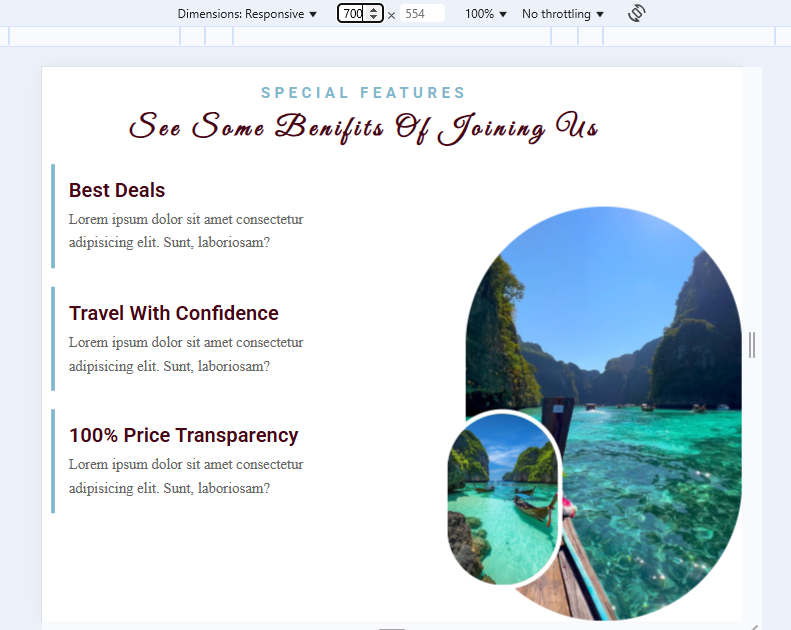 Dimensions: Responsive ▼ 700 × 554 100% ▼ No throttling ▼
SPECIAL FEATURES
See Some Benifits Of Joining Us
Best Deals
Lorem ipsum dolor sit amet consectetur
adipisicing elit. Sunt, laboriosam?
Travel With Confidence
Lorem ipsum dolor sit amet consectetur
adipisicing elit. Sunt, laboriosam?
100% Price Transparency
Lorem ipsum dolor sit amet consectetur
adipisicing elit. Sunt, laboriosam?